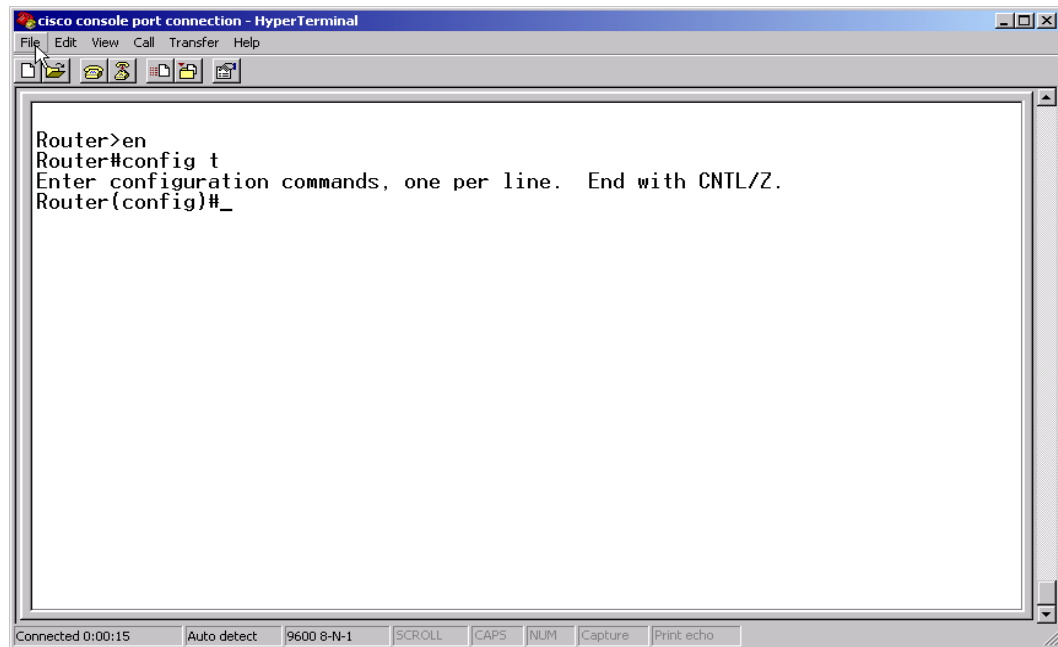 cisco console port connection - HyperTerminal
File Edit View Call Transfer Help
Router>en
Router#config t
Enter configuration commands, one per line.  End with CNTL/Z.
Router(config)#_
Connected 0:00:15 Auto detect 9600 8-N-1 SCROLL CAPS NUM Capture Print echo